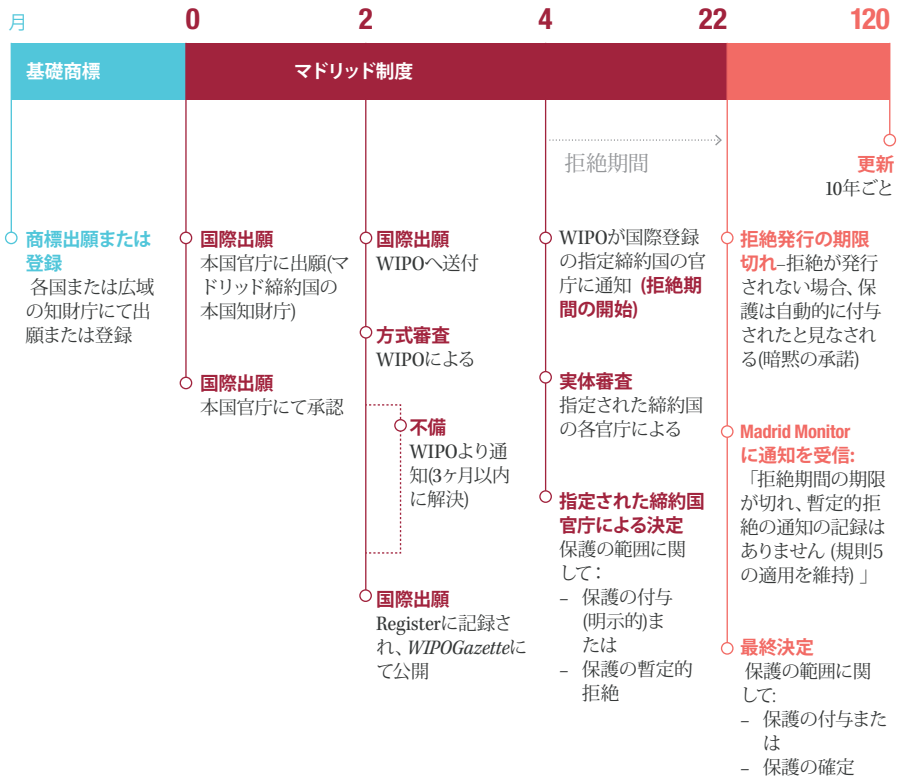 月
0
2
4
22
120
基礎商標
マドリッド制度
拒絶期間
更新
10年ごと
商標出願または
登録
各国または広域
の知財庁にて出
願または登録
国際出願
本国官庁に出願(マ
ドリッド締約国の
本国知財庁)
国際出願
本国官庁にて承認
国際出願
WIPOへ送付
方式審査
WIPOによる
不備
WIPOより通
知(3ヶ月以内
に解決)
国際出願
Registerに記録さ
れ、WIPOGazetteに
て公開
WIPOが国際登録
の指定締約国の官
庁に通知 (拒絶期
間の開始)
実体審査
指定された締約国
の各官庁による
指定された締約国
官庁による決定
保護の範囲に関
して：
– 保護の付与
(明示的)ま
たは
– 保護の暫定的
拒絶
拒絶発行の期限
切れ–拒絶が発行
されない場合、保
護は自動的に付与
されたと見なされ
る(暗黙の承諾)
Madrid Monitor
に通知を受信:
「拒絶期間の期限
が切れ、暫定的拒
絶の通知の記録は
ありません (規則5
の適用を維持) 」
最終決定
保護の範囲に関
して:
– 保護の付与また
は
– 保護の確定